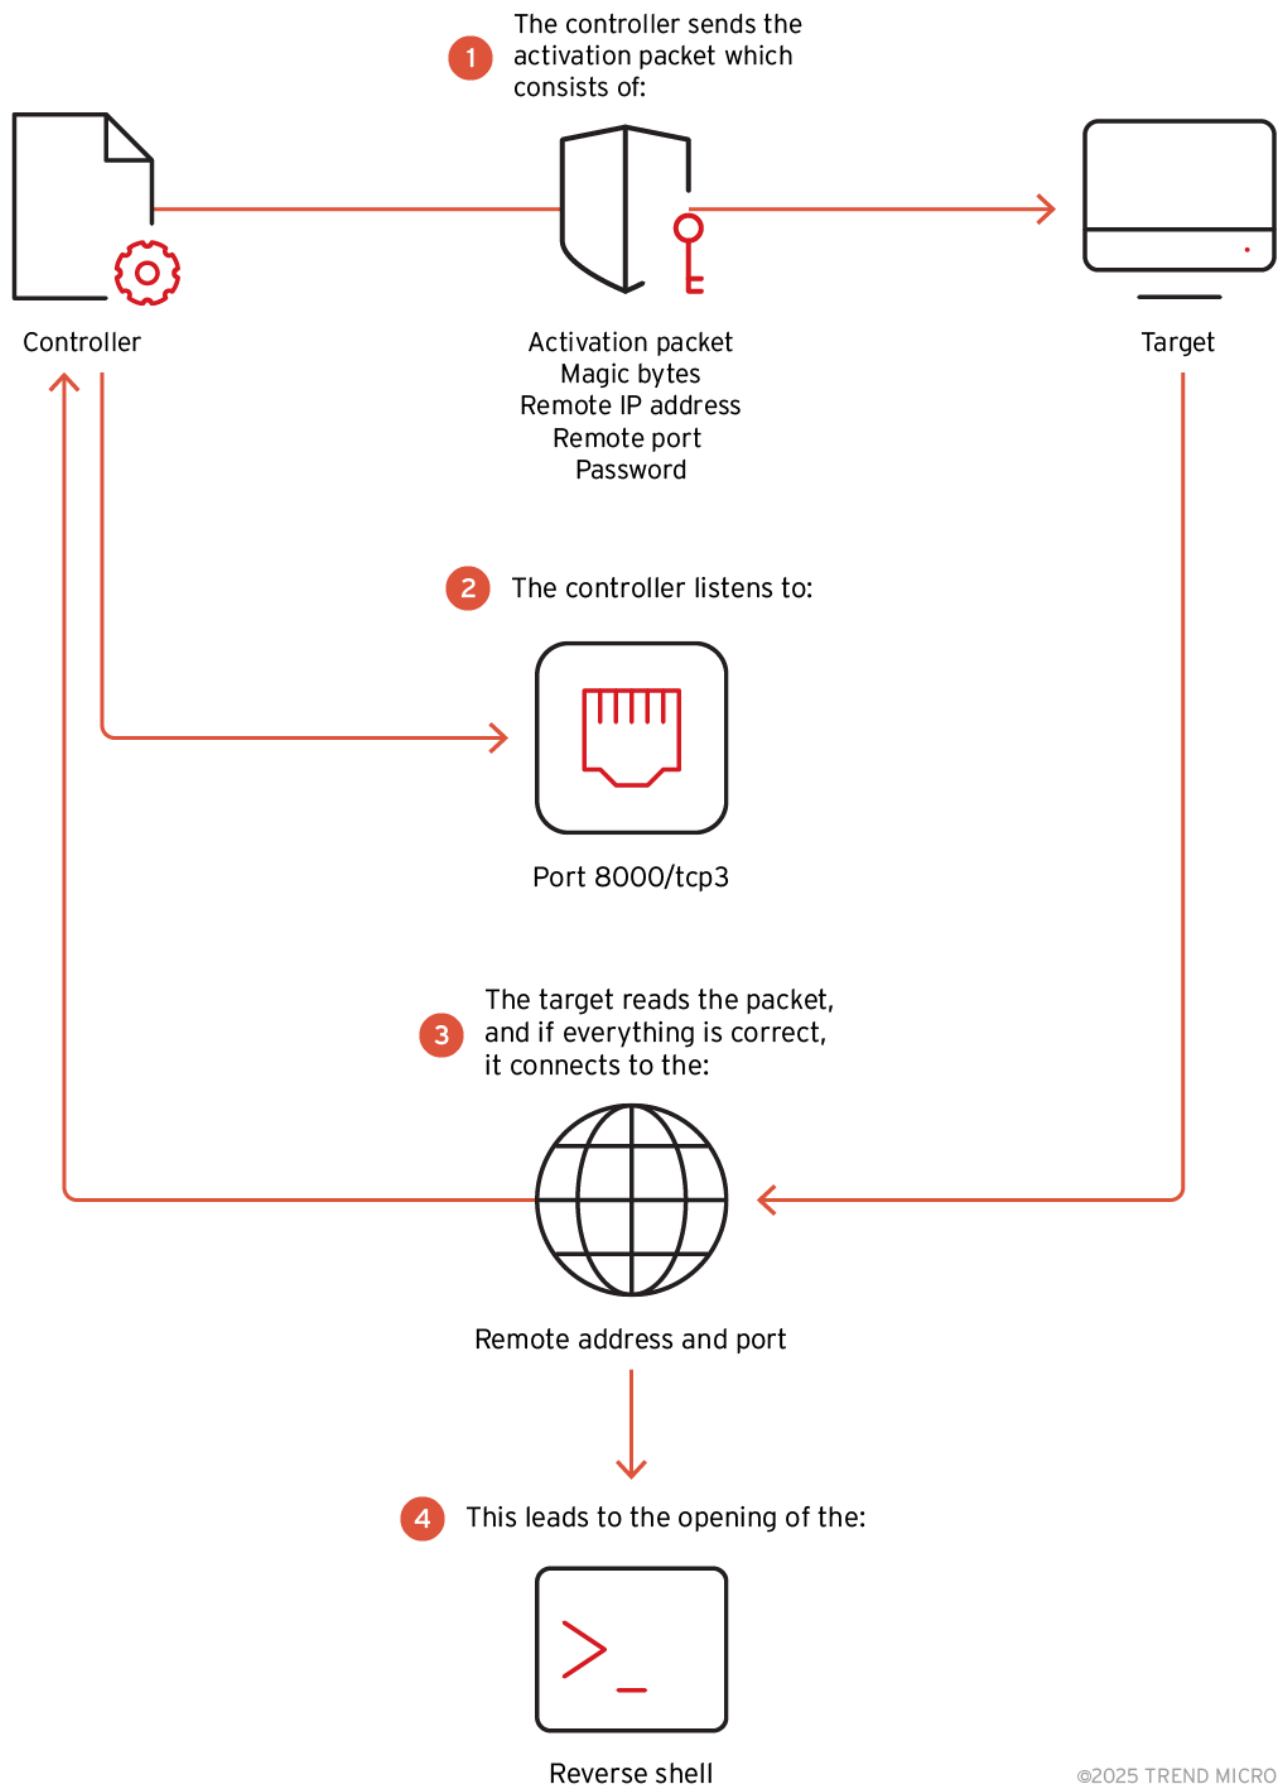 1
The controller sends the
activation packet which
consists of:
Controller
Activation packet
Magic bytes
Remote IP address
Remote port
Password
Target
2
The controller listens to:
Port 8000/tcp3
3
The target reads the packet,
and if everything is correct,
it connects to the:
Remote address and port
4
This leads to the opening of the:
>_
Reverse shell
©2025 TREND MICRO